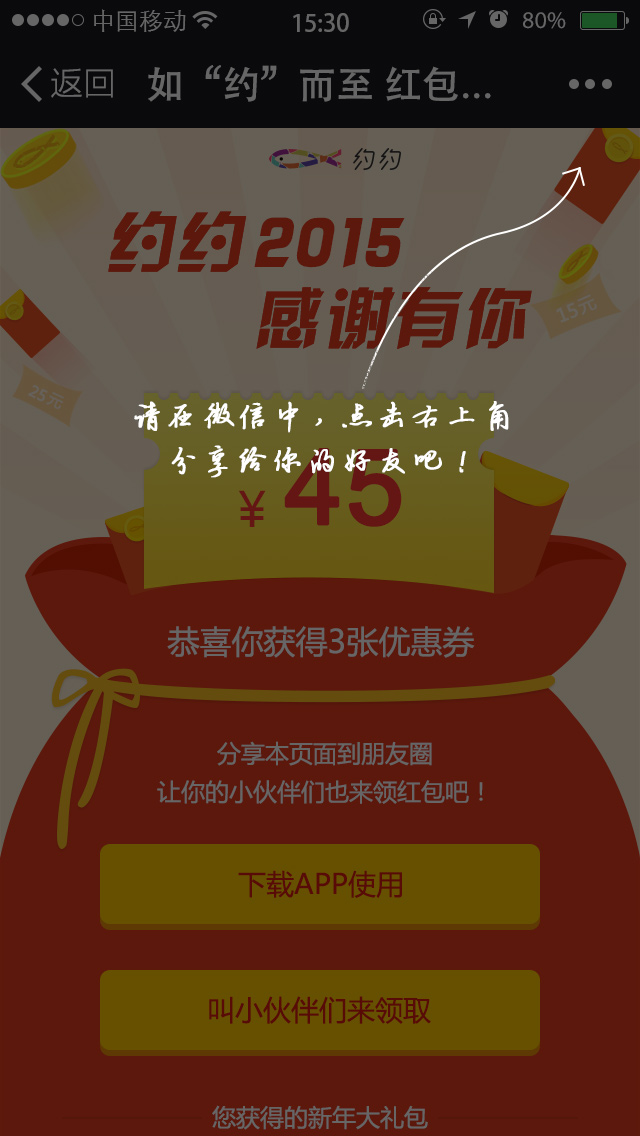 中国移动
15:30
80%
返回
如“约”而至 红包...
约约
约约2015
感谢有你
15元
25元
请在微信中，点击右上角
分享给你的好友吧！
¥45
恭喜你获得3张优惠券
分享本页面到朋友圈
让你的小伙伴们也来领红包吧！
下载APP使用
叫小伙伴们来领取
您获得的新年大礼包